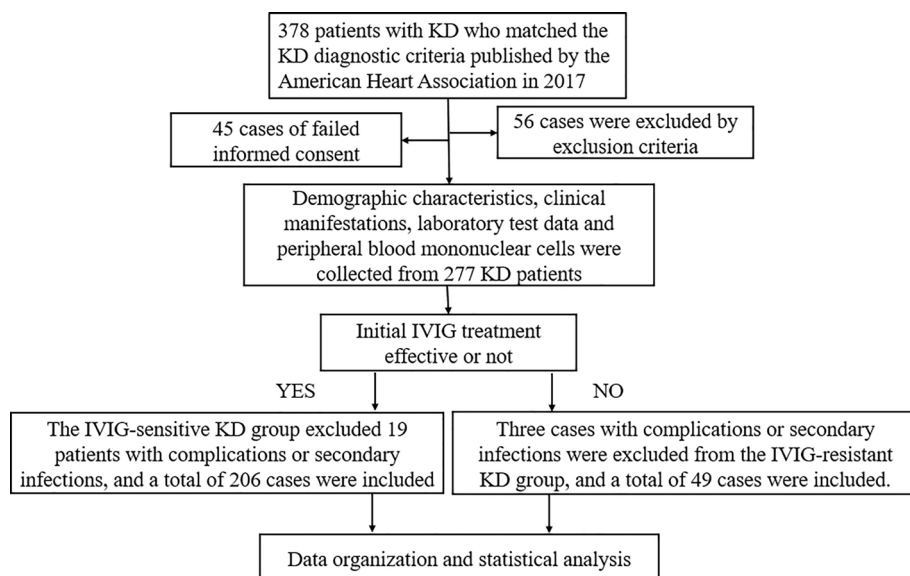 378 patients with KD who matched the
KD diagnostic criteria published by the
American Heart Association in 2017
45 cases of failed
informed consent
56 cases were excluded by
exclusion criteria
Demographic characteristics, clinical
manifestations, laboratory test data and
peripheral blood mononuclear cells were
collected from 277 KD patients
Initial IVIG treatment
effective or not
YES
NO
The IVIG-sensitive KD group excluded 19
patients with complications or secondary
infections, and a total of 206 cases were included
Three cases with complications or secondary
infections were excluded from the IVIG-resistant
KD group, and a total of 49 cases were included.
Data organization and statistical analysis